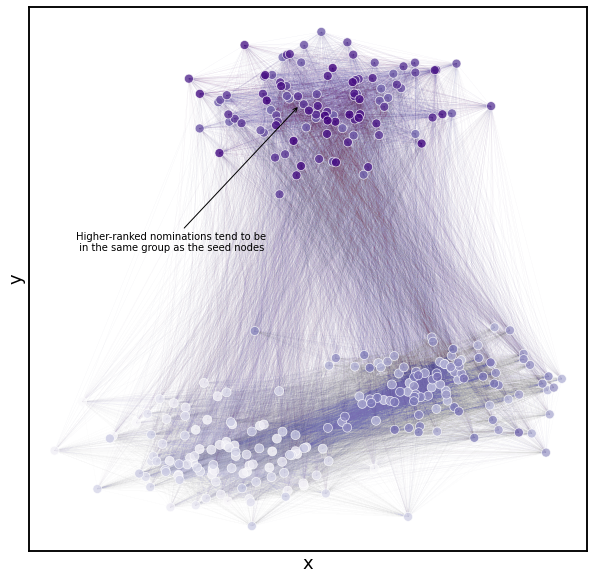 Higher-ranked nominations tend to be
in the same group as the seed nodes
y
x